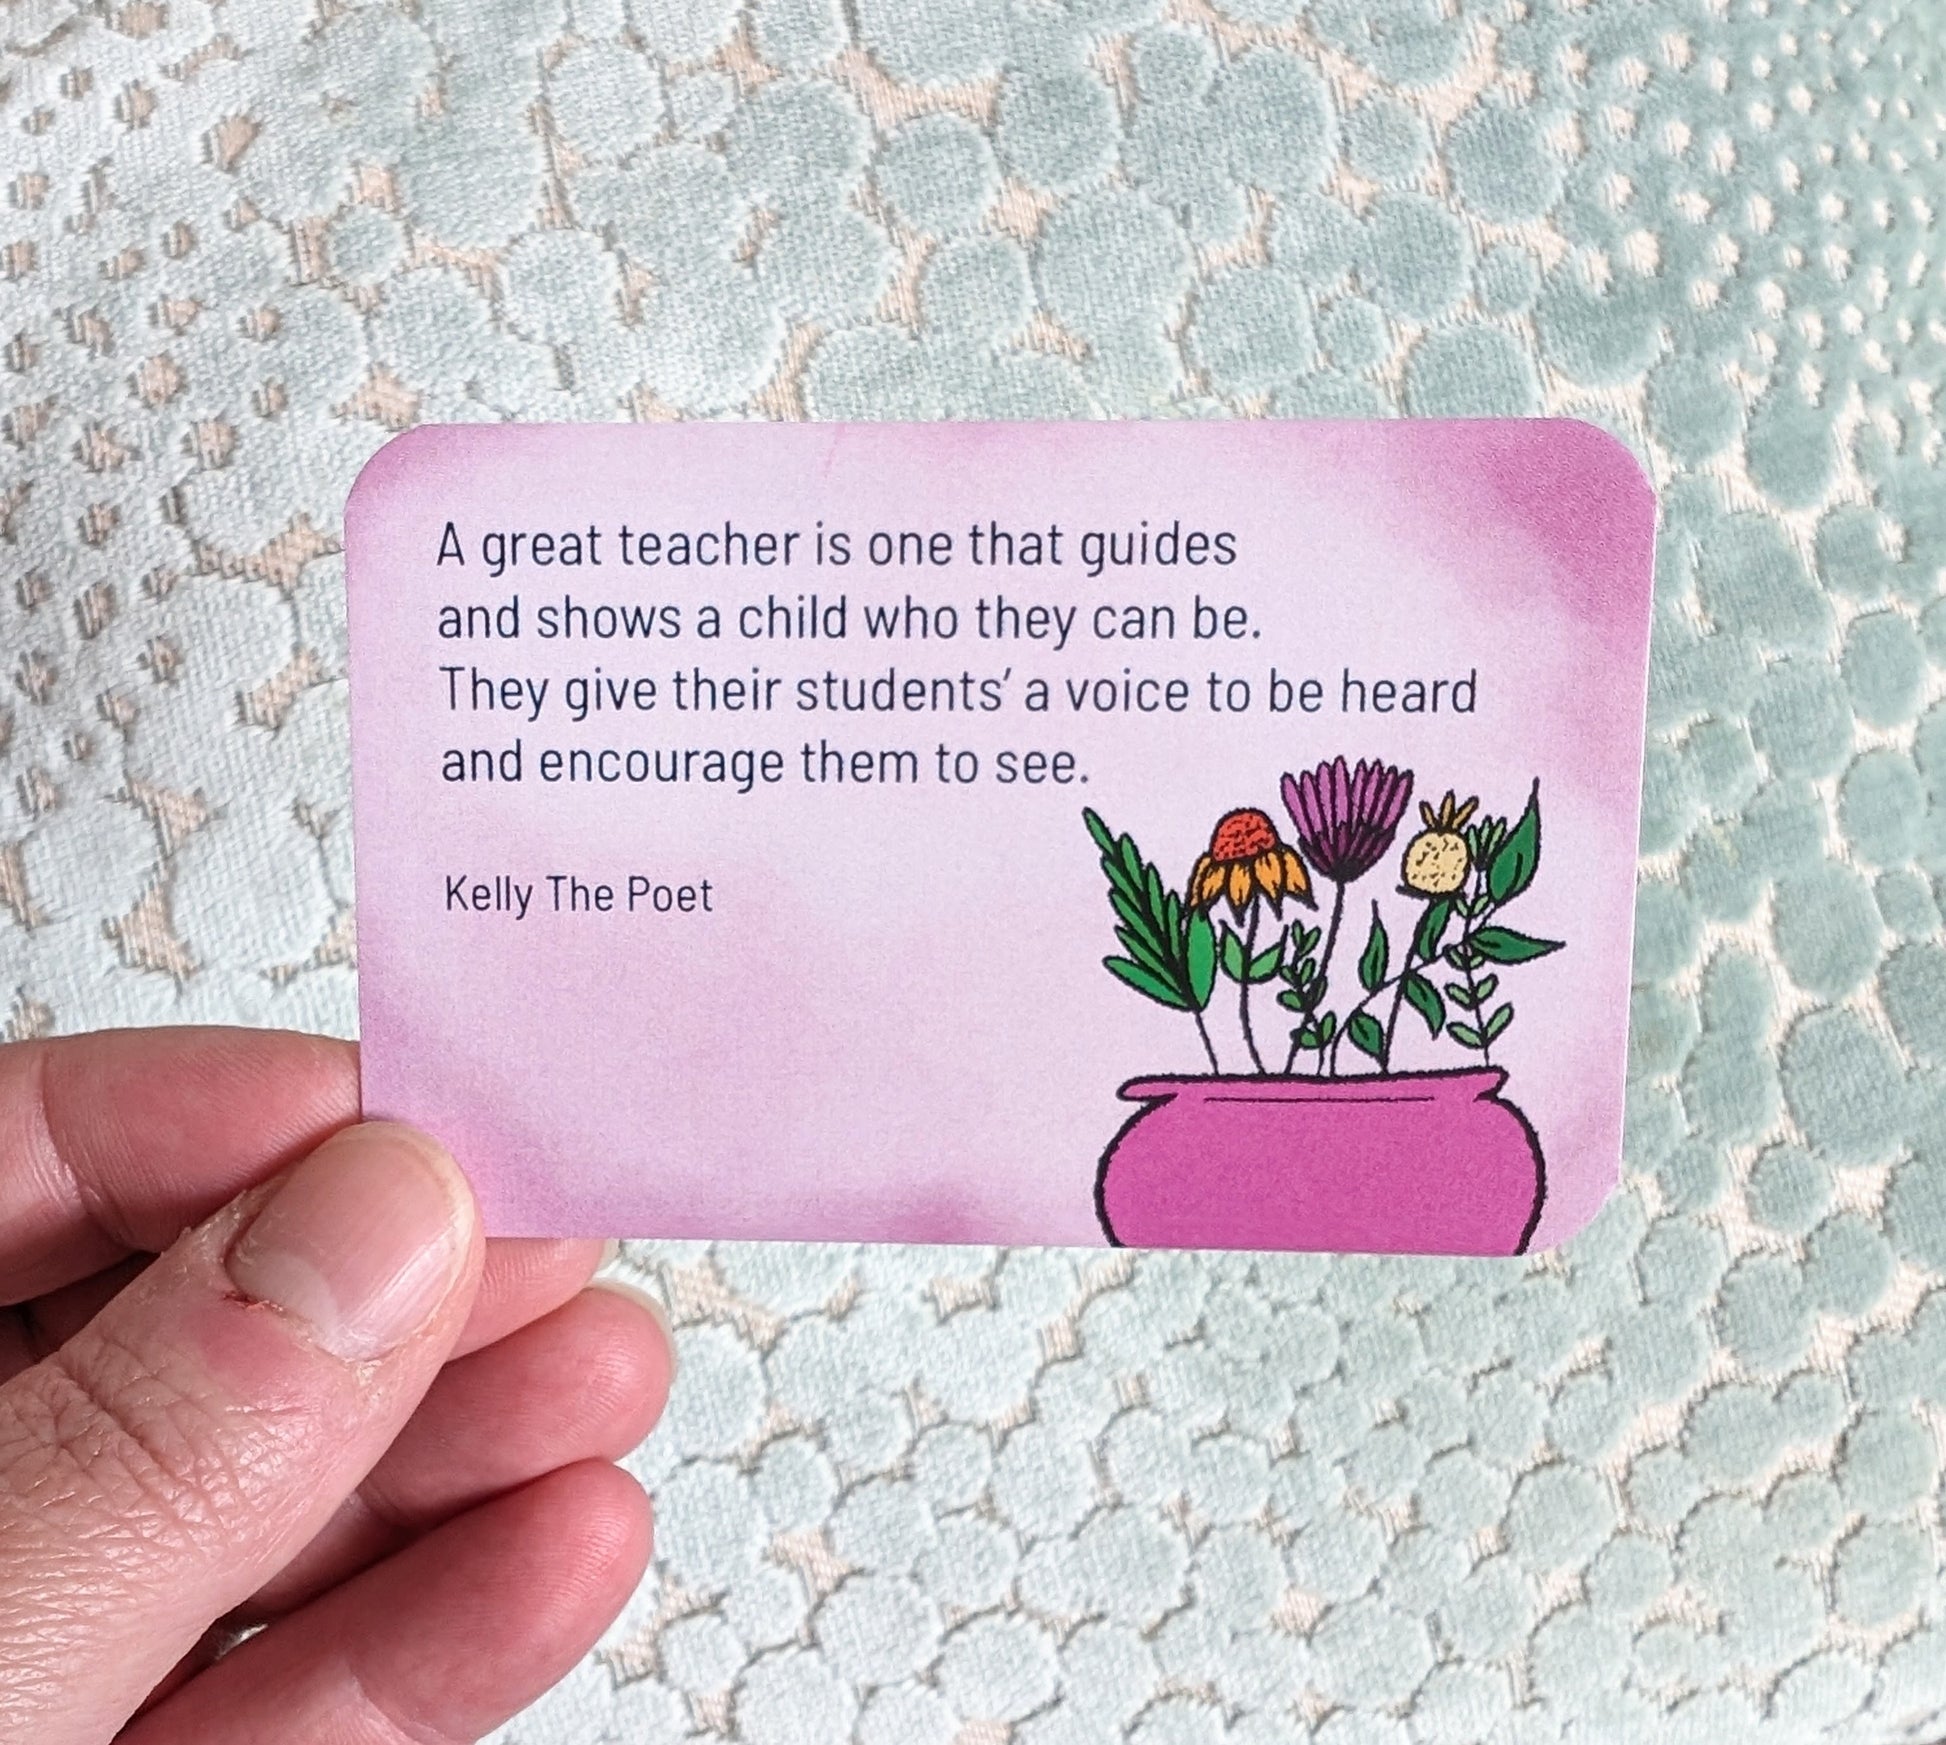 A great teacher is one that guides
and shows a child who they can be.
They give their students’ a voice to be heard
and encourage them to see.
Kelly The Poet